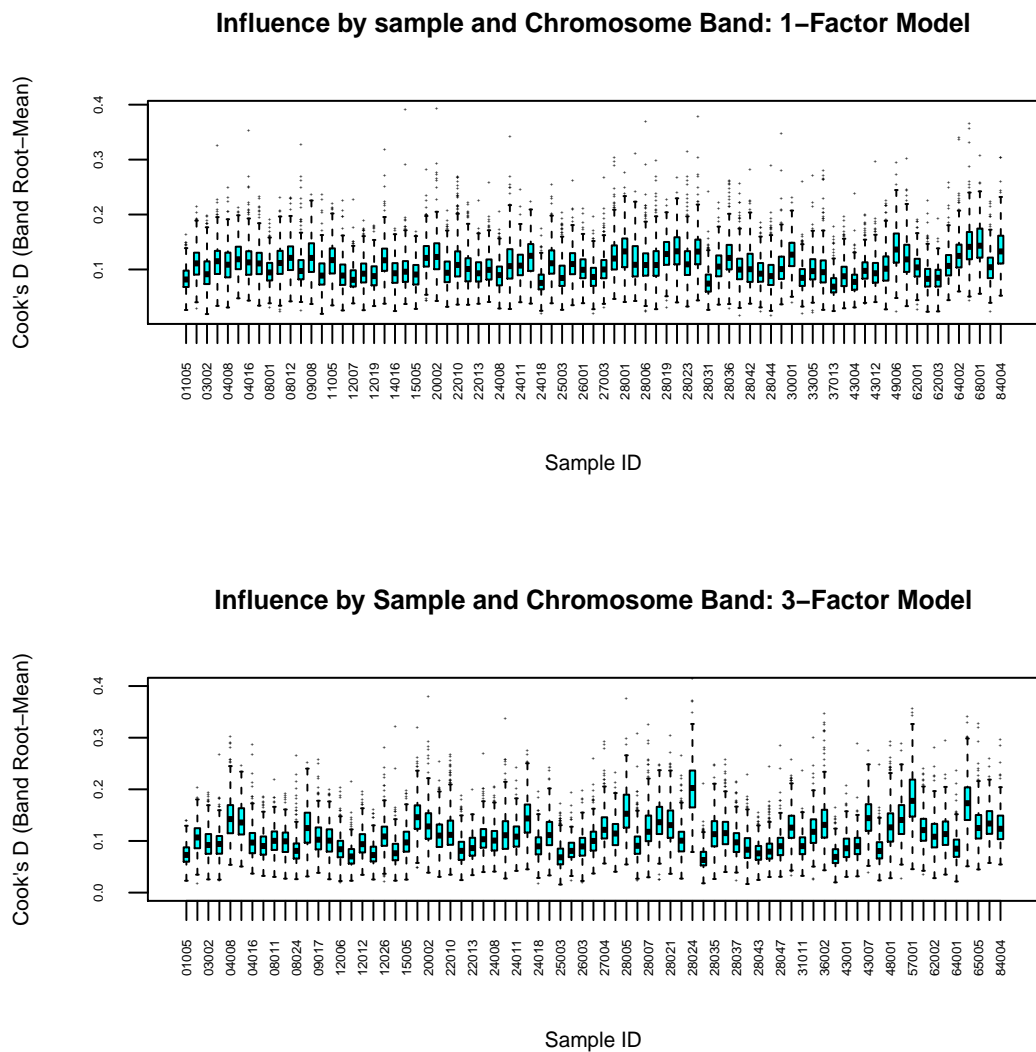 Influence by sample and Chromosome Band: 1−Factor Model
Cook's D (Band Root−Mean)
0.4
0.3
0.2
0.1
01005 03002 04008 04016 08001 08012 09008 11005 12007 12019 14016 15005 20002 22010 22013 24008 24011 24018 25003 26001 27003 28001 28006 28019 28023 28031 28036 28042 28044 30001 33005 37013 43004 43012 49006 62001 62003 64002 68001 84004
Sample ID
Influence by Sample and Chromosome Band: 3−Factor Model
Cook's D (Band Root−Mean)
0.4
0.3
0.2
0.1
0.0
01005 03002 04008 04016 08011 08024 09017 12006 12012 12026 15005 20002 22010 22013 24008 24011 24018 25003 26003 27004 28005 28007 28021 28024 28035 28037 28043 28047 31011 36002 43001 43007 48001 57001 62002 64001 65005 84004
Sample ID